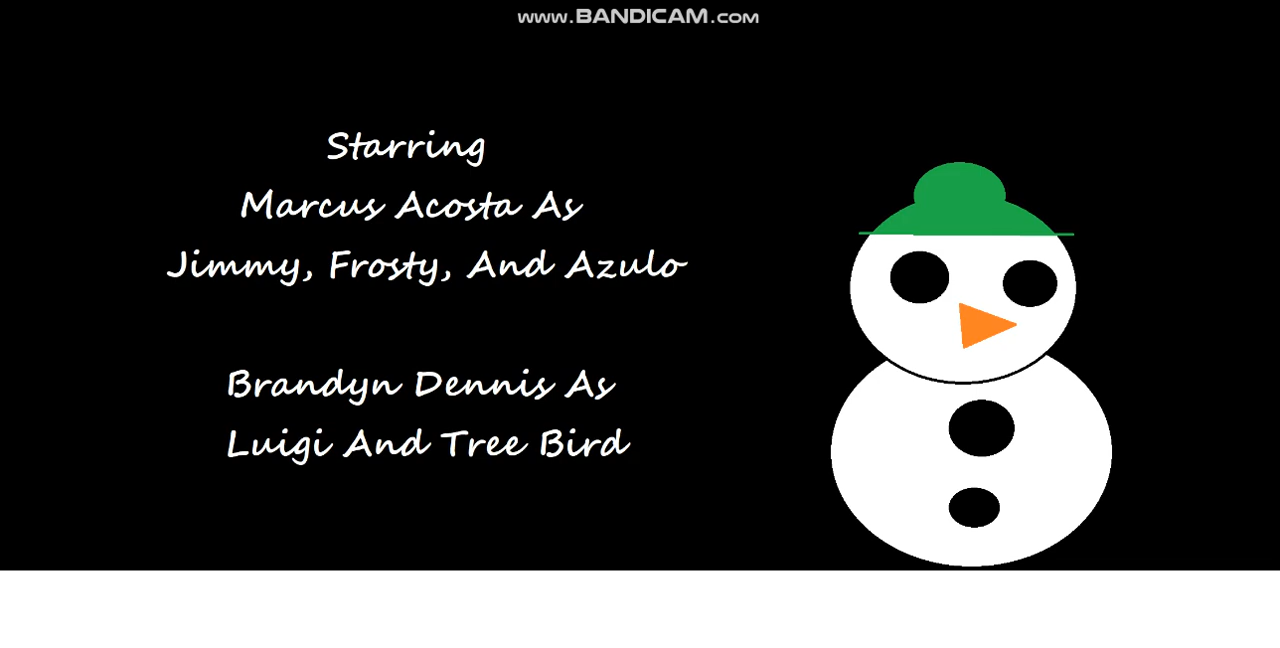 www.BANDICAM.com
Starring
Marcus Acosta As
Jimmy, Frosty, And Azulo
Brandyn Dennis As
Luigi And Tree Bird